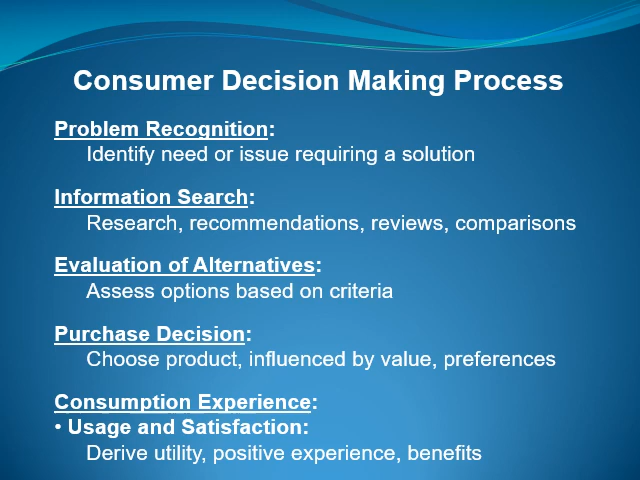 Consumer Decision Making Process
Problem Recognition:
Identify need or issue requiring a solution
Information Search:
Research, recommendations, reviews, comparisons
Evaluation of Alternatives:
Assess options based on criteria
Purchase Decision:
Choose product, influenced by value, preferences
Consumption Experience:
• Usage and Satisfaction:
Derive utility, positive experience, benefits